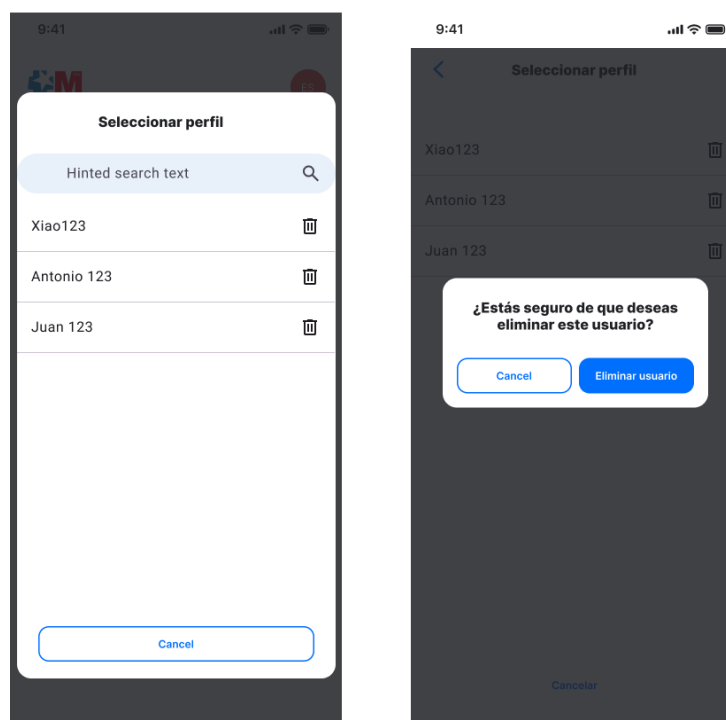 9:41
M
ES
Seleccionar perfil
Hinted search text
Xiao123
Antonio 123
Juan 123
Cancel
9:41
Seleccionar perfil
Xiao123
Antonio 123
Juan 123
¿Estás seguro de que deseas
eliminar este usuario?
Cancel
Eliminar usuario
Cancelar